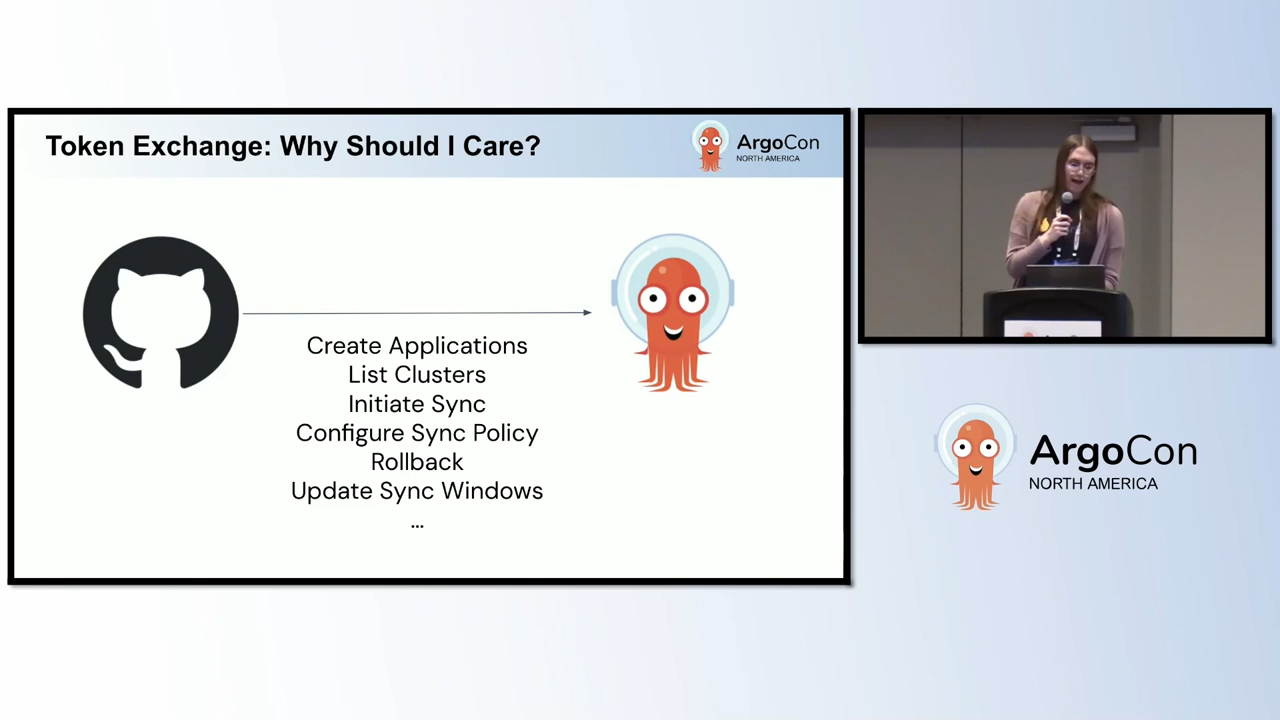 Token Exchange: Why Should I Care?
ArgoCon
NORTH AMERICA
Create Applications
List Clusters
Initiate Sync
Configure Sync Policy
Rollback
Update Sync Windows
...
ArgoCon
NORTH AMERICA